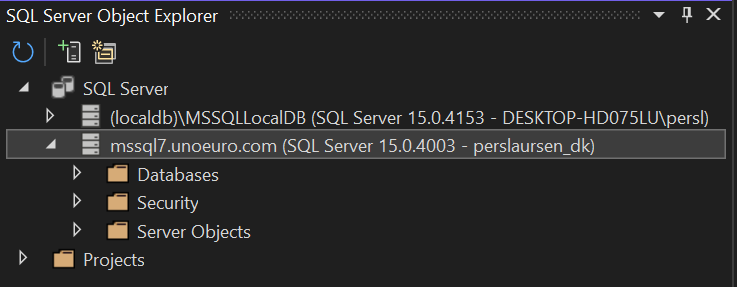 SQL Server Object Explorer
SQL Server
(localdb)\MSSQLLocalDB (SQL Server 15.0.4153 - DESKTOP-HD075LU\persl)
mssql7.unoeuro.com (SQL Server 15.0.4003 - perslaursen_dk)
Databases
Security
Server Objects
Projects